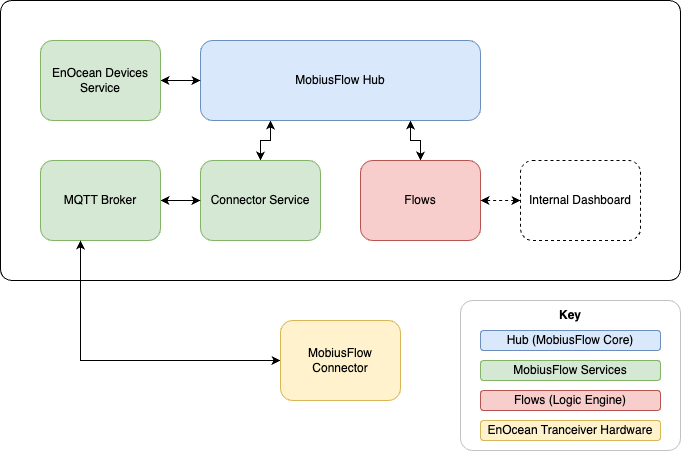 EnOcean Devices
Service
MobiusFlow Hub
MQTT Broker
Connector Service
Flows
Internal Dashboard
MobiusFlow
Connector
Key
Hub (MobiusFlow Core)
MobiusFlow Services
Flows (Logic Engine)
EnOcean Tranceiver Hardware